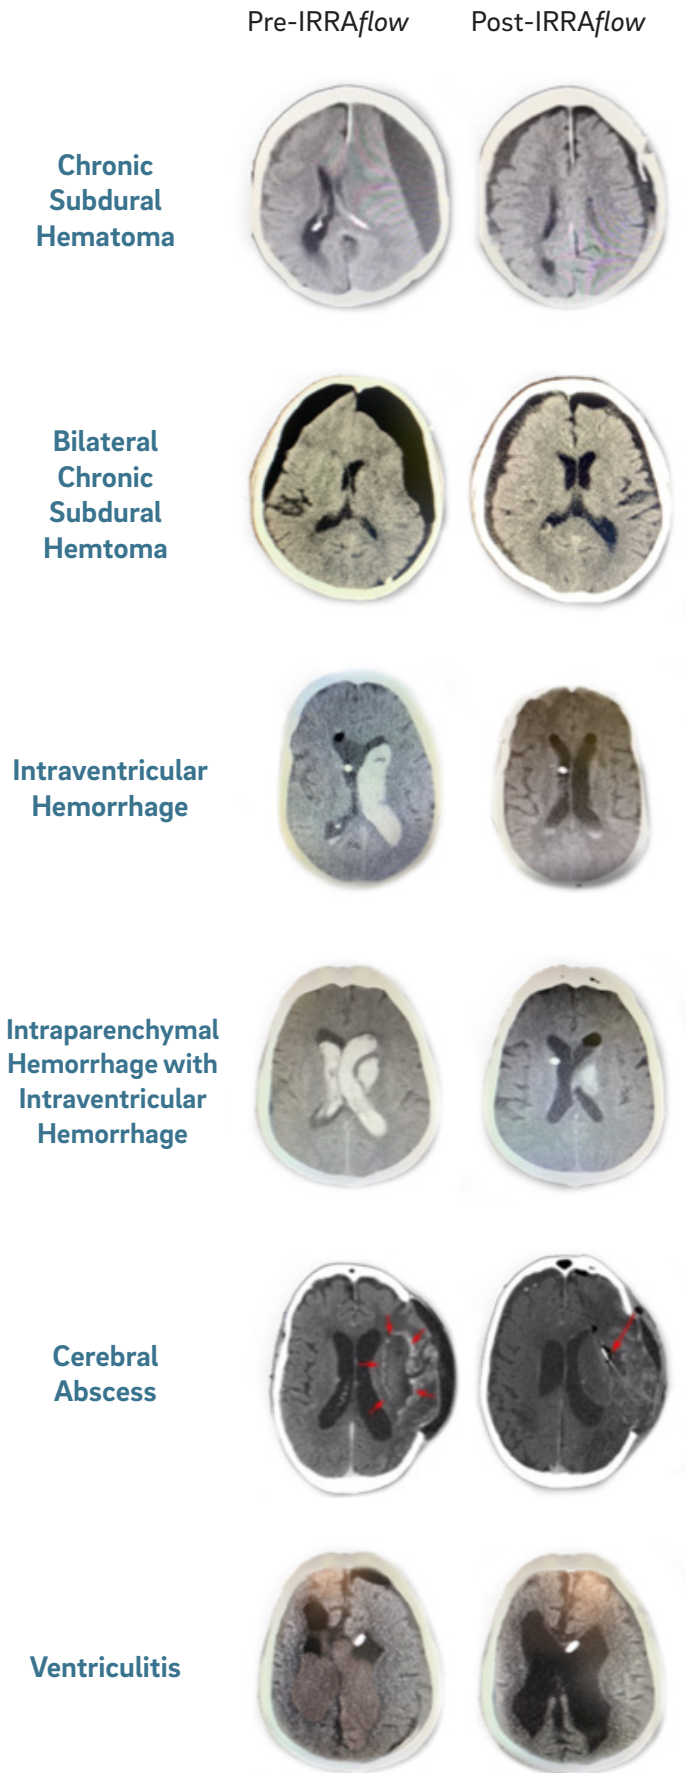 Pre-IRRAflow Post-IRRAflow
Chronic
Subdural
Hematoma
Bilateral
Chronic
Subdural
Hemtoma
Intraventricular
Hemorrhage
Intraparenchymal
Hemorrhage with
Intraventricular
Hemorrhage
Cerebral
Abscess
Ventriculitis